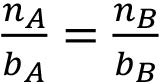 n_A/b_A = n_B/b_B